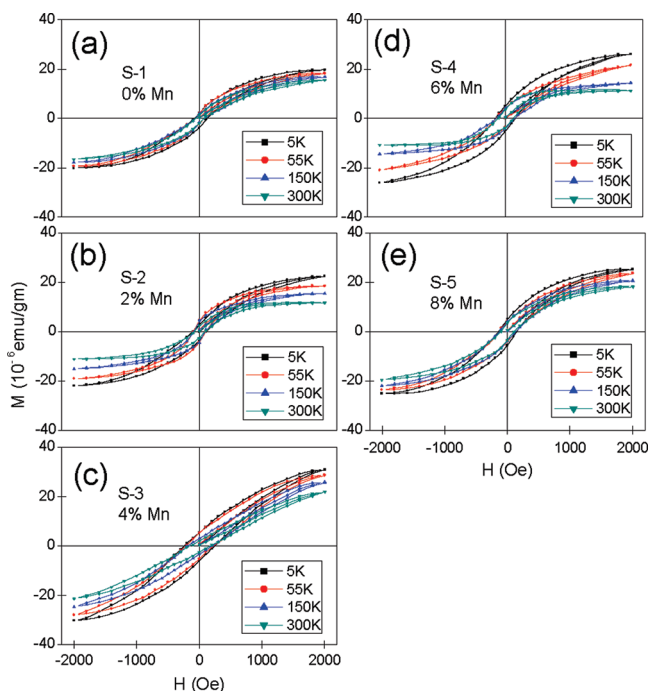 (a)
S-1
0% Mn
5K
55K
150K
300K
40
20
0
-20
-40
(b)
S-2
2% Mn
5K
55K
150K
300K
20
0
-20
-40
(c)
S-3
4% Mn
5K
55K
150K
300K
20
0
-20
-40
-2000 -1000 0 1000 2000
H (Oe)
M (10⁻⁶emu/gm)
(d)
S-4
6% Mn
5K
55K
150K
300K
40
20
0
-20
-40
(e)
S-5
8% Mn
5K
55K
150K
300K
20
0
-20
-40
-2000 -1000 0 1000 2000
H (Oe)